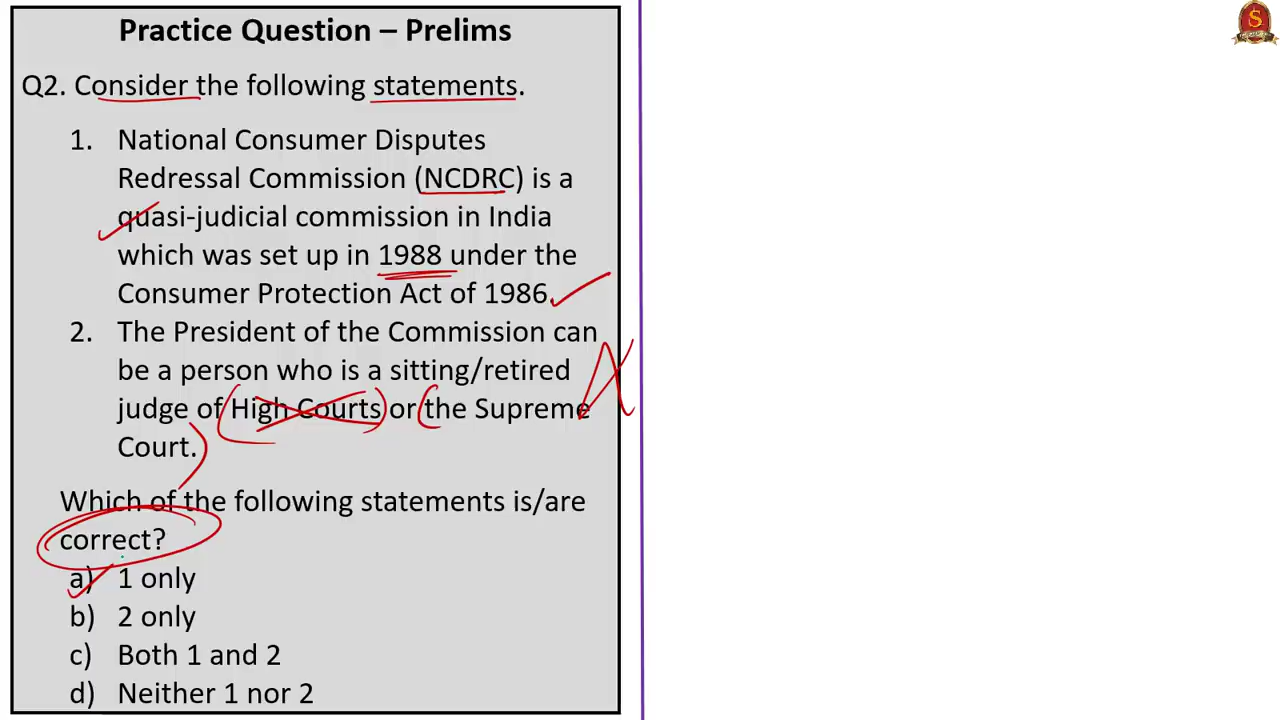 Practice Question – Prelims
Q2. Consider the following statements.
1. National Consumer Disputes
Redressal Commission (NCDRC) is a
quasi-judicial commission in India
which was set up in 1988 under the
Consumer Protection Act of 1986.
2. The President of the Commission can
be a person who is a sitting/retired
judge of High Courts or the Supreme
Court.
Which of the following statements is/are
correct?
a) 1 only
b) 2 only
c) Both 1 and 2
d) Neither 1 nor 2